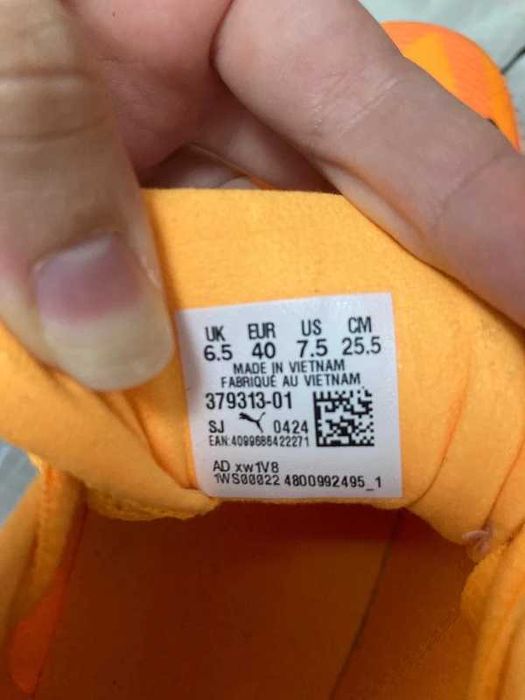 UK EUR US CM
6.5 40 7.5 25.5
MADE IN VIETNAM
FABRIQUÉ AU VIETNAM
379313-01
SJ 0424
EAN:4099686422271
AD xw1V8
1WS00022 4800992495_1